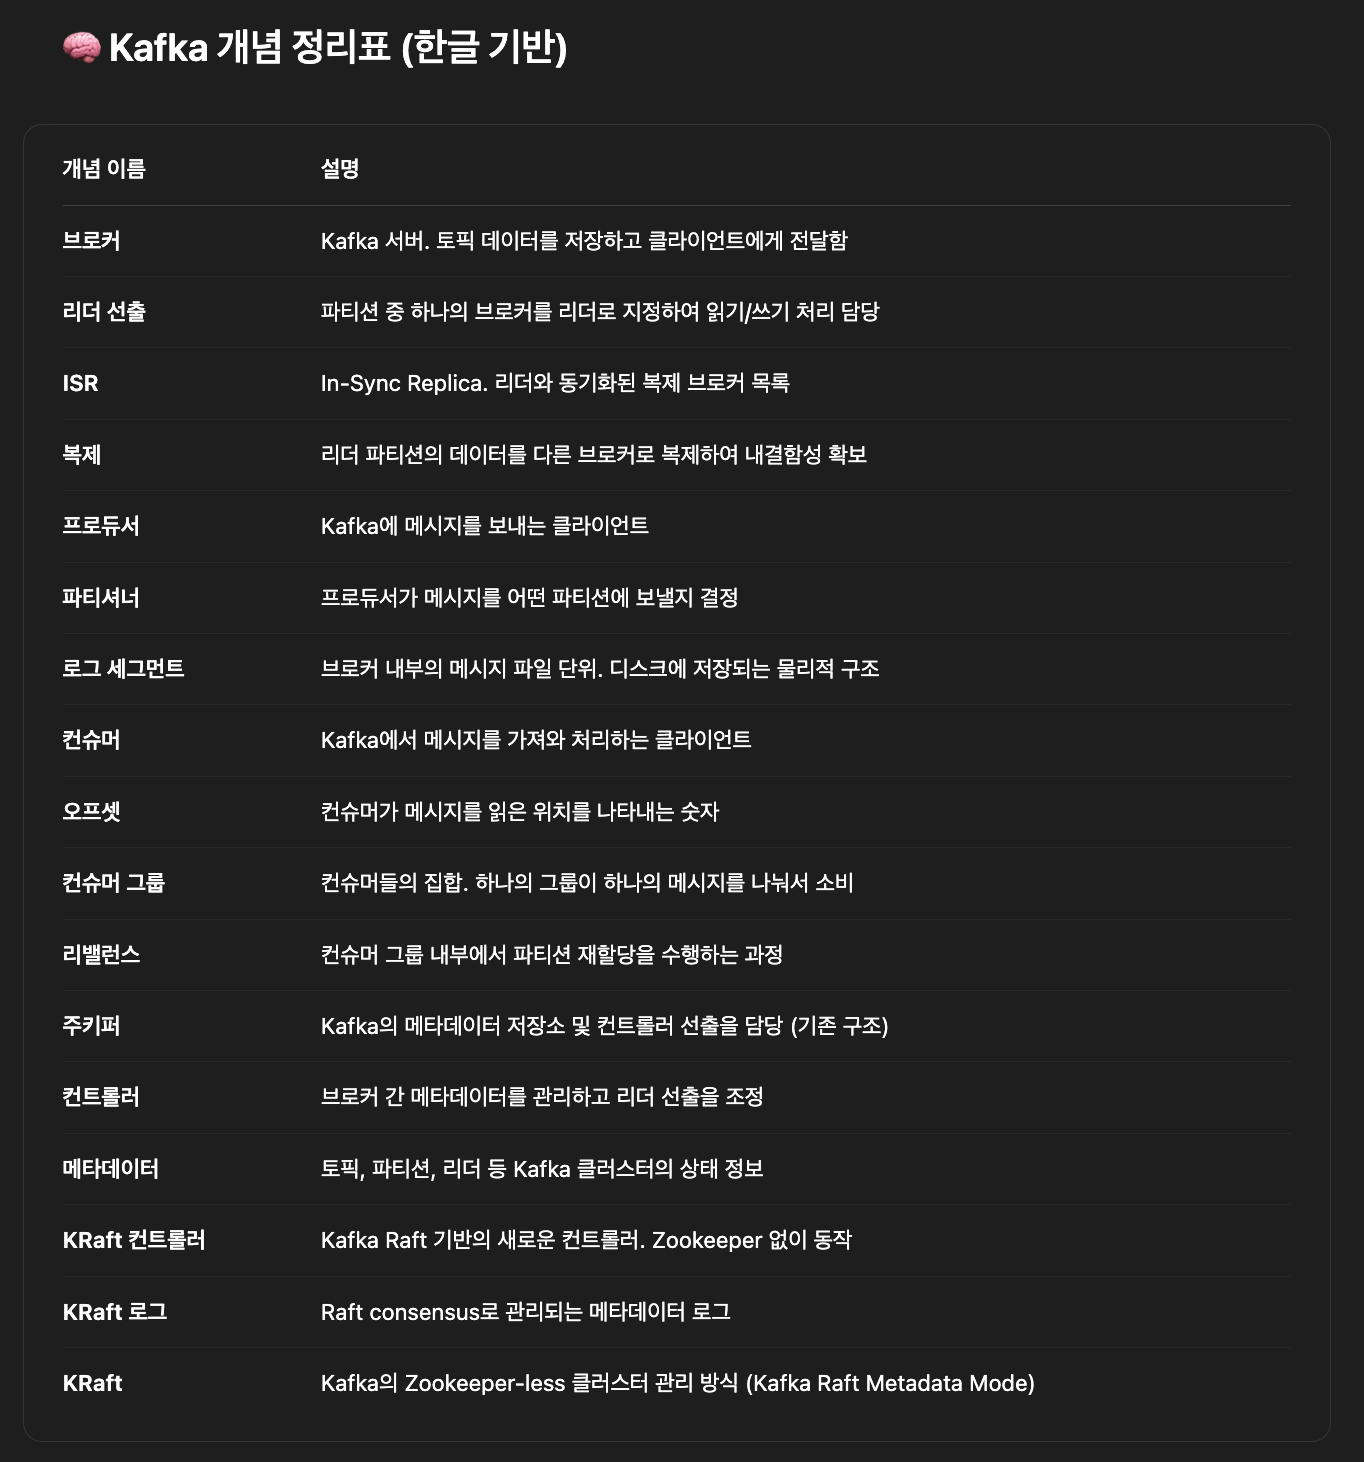 🧠 Kafka 개념 정리표 (한글 기반)
개념 이름 설명
브로커 Kafka 서버. 토픽 데이터를 저장하고 클라이언트에게 전달함
리더 선출 파티션 중 하나의 브로커를 리더로 지정하여 읽기/쓰기 처리 담당
ISR In-Sync Replica. 리더와 동기화된 복제 브로커 목록
복제 리더 파티션의 데이터를 다른 브로커로 복제하여 내결함성 확보
프로듀서 Kafka에 메시지를 보내는 클라이언트
파티셔너 프로듀서가 메시지를 어떤 파티션에 보낼지 결정
로그 세그먼트 브로커 내부의 메시지 파일 단위. 디스크에 저장되는 물리적 구조
컨슈머 Kafka에서 메시지를 가져와 처리하는 클라이언트
오프셋 컨슈머가 메시지를 읽은 위치를 나타내는 숫자
컨슈머 그룹 컨슈머들의 집합. 하나의 그룹이 하나의 메시지를 나눠서 소비
리밸런스 컨슈머 그룹 내부에서 파티션 재할당을 수행하는 과정
주키퍼 Kafka의 메타데이터 저장소 및 컨트롤러 선출을 담당 (기존 구조)
컨트롤러 브로커 간 메타데이터를 관리하고 리더 선출을 조정
메타데이터 토픽, 파티션, 리더 등 Kafka 클러스터의 상태 정보
KRaft 컨트롤러 Kafka Raft 기반의 새로운 컨트롤러. Zookeeper 없이 동작
KRaft 로그 Raft consensus로 관리되는 메타데이터 로그
KRaft Kafka의 Zookeeper-less 클러스터 관리 방식 (Kafka Raft Metadata Mode)